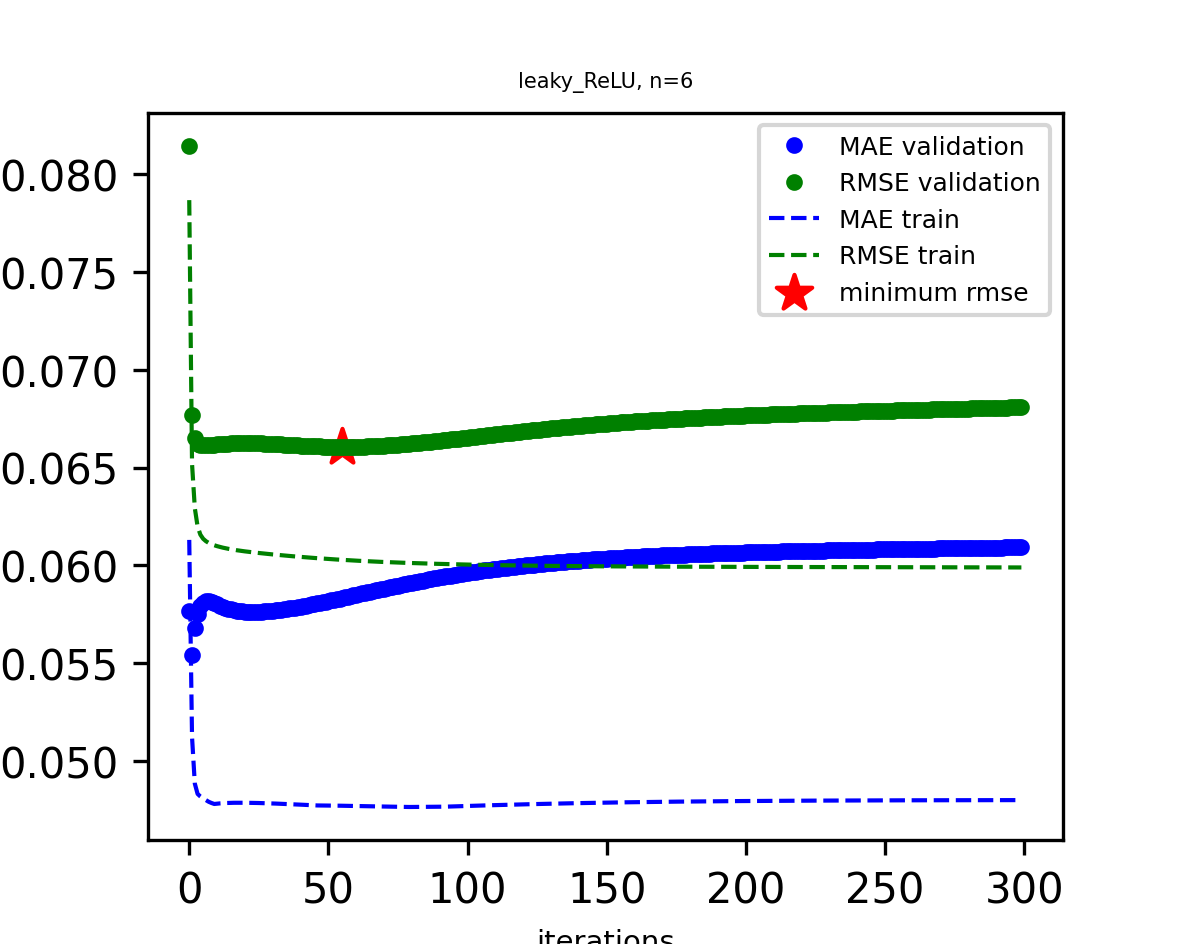 leaky_ReLU, n=6
MAE validation
RMSE validation
MAE train
RMSE train
minimum rmse
0.080
0.075
0.070
0.065
0.060
0.055
0.050
0 50 100 150 200 250 300
iterations